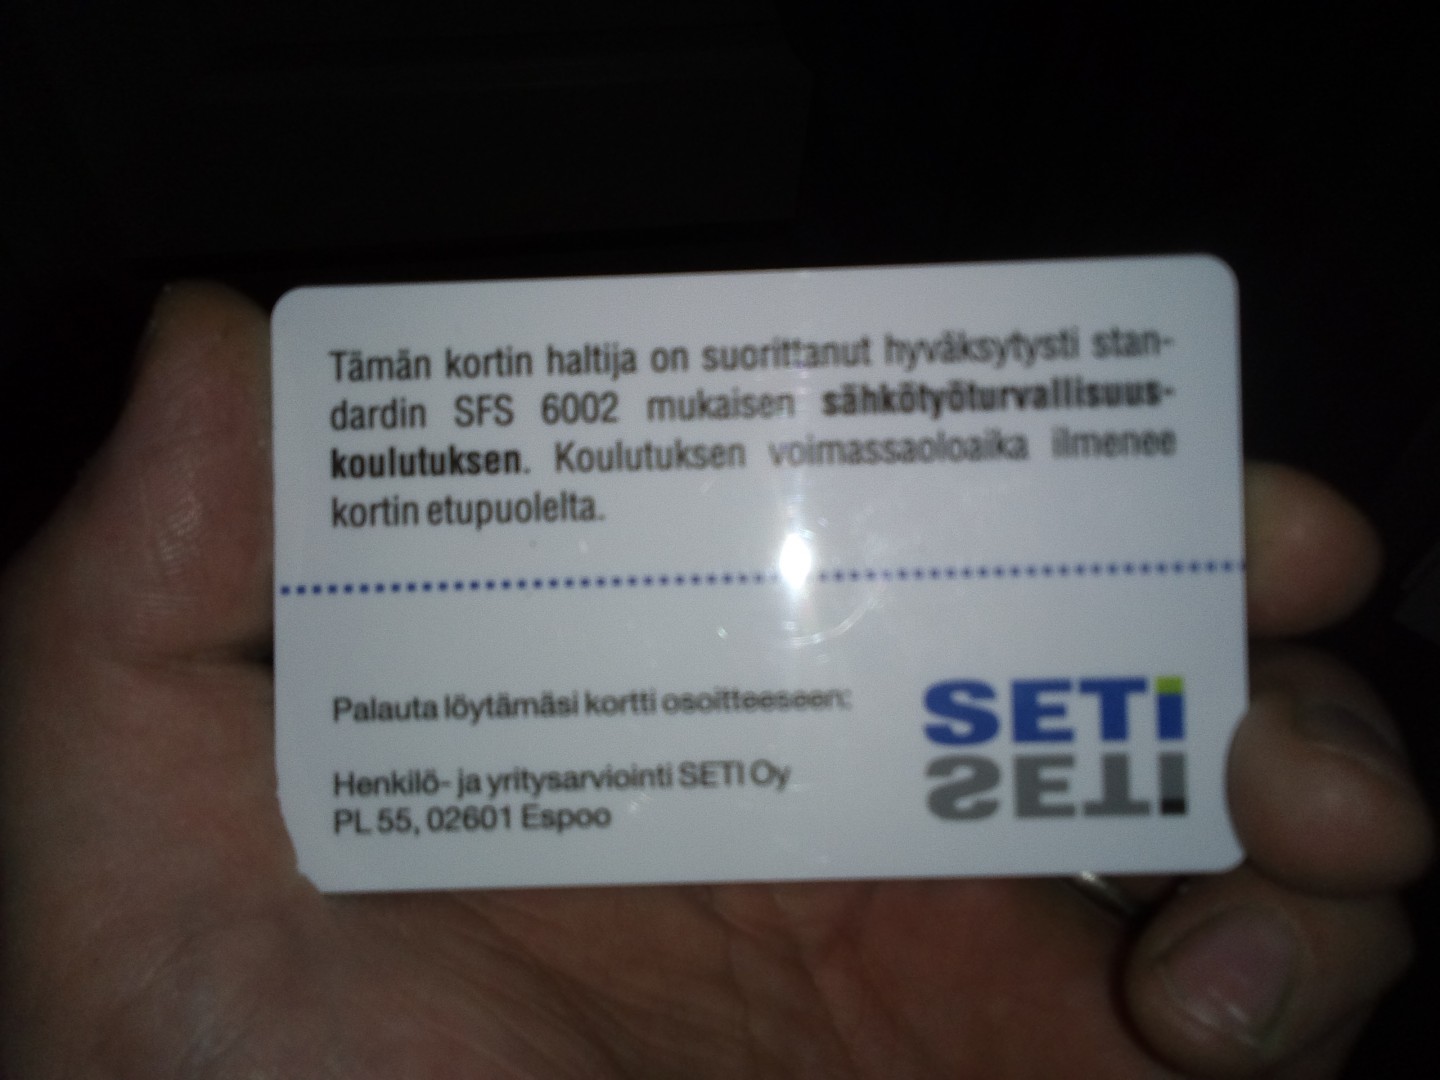 Tämän kortin haltija on suorittanut hyväksytysti stan-
dardin SFS 6002 mukaisen sähkötyöturvallisuus-
koulutuksen. Koulutuksen voimassaoloaika ilmenee
kortin etupuolelta.
Palauta löytämäsi kortti osoitteeseen:
Henkilö- ja yritysarviointi SETI Oy
PL 55, 02601 Espoo
SETi
SETi